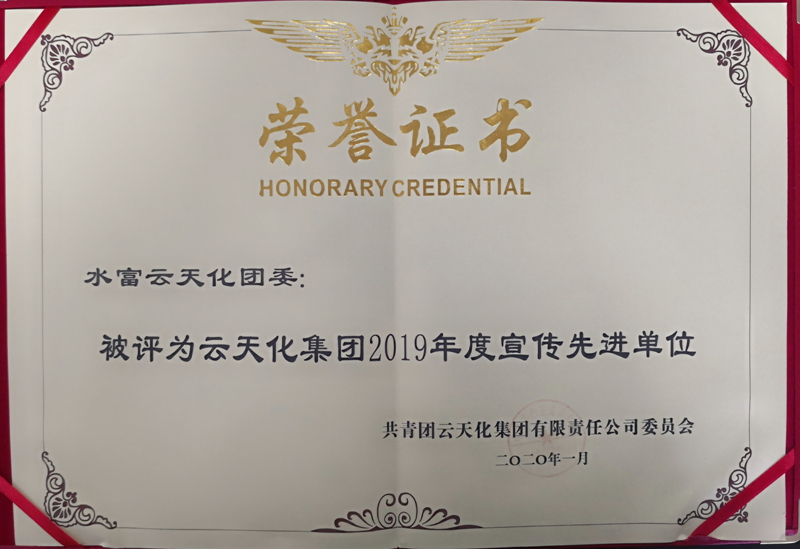 荣誉证书
HONORARY CREDENTIAL
水富云天化团委:
被评为云天化集团2019年度宣传先进单位
共青团云天化集团有限责任公司委员会
二〇二〇年一月